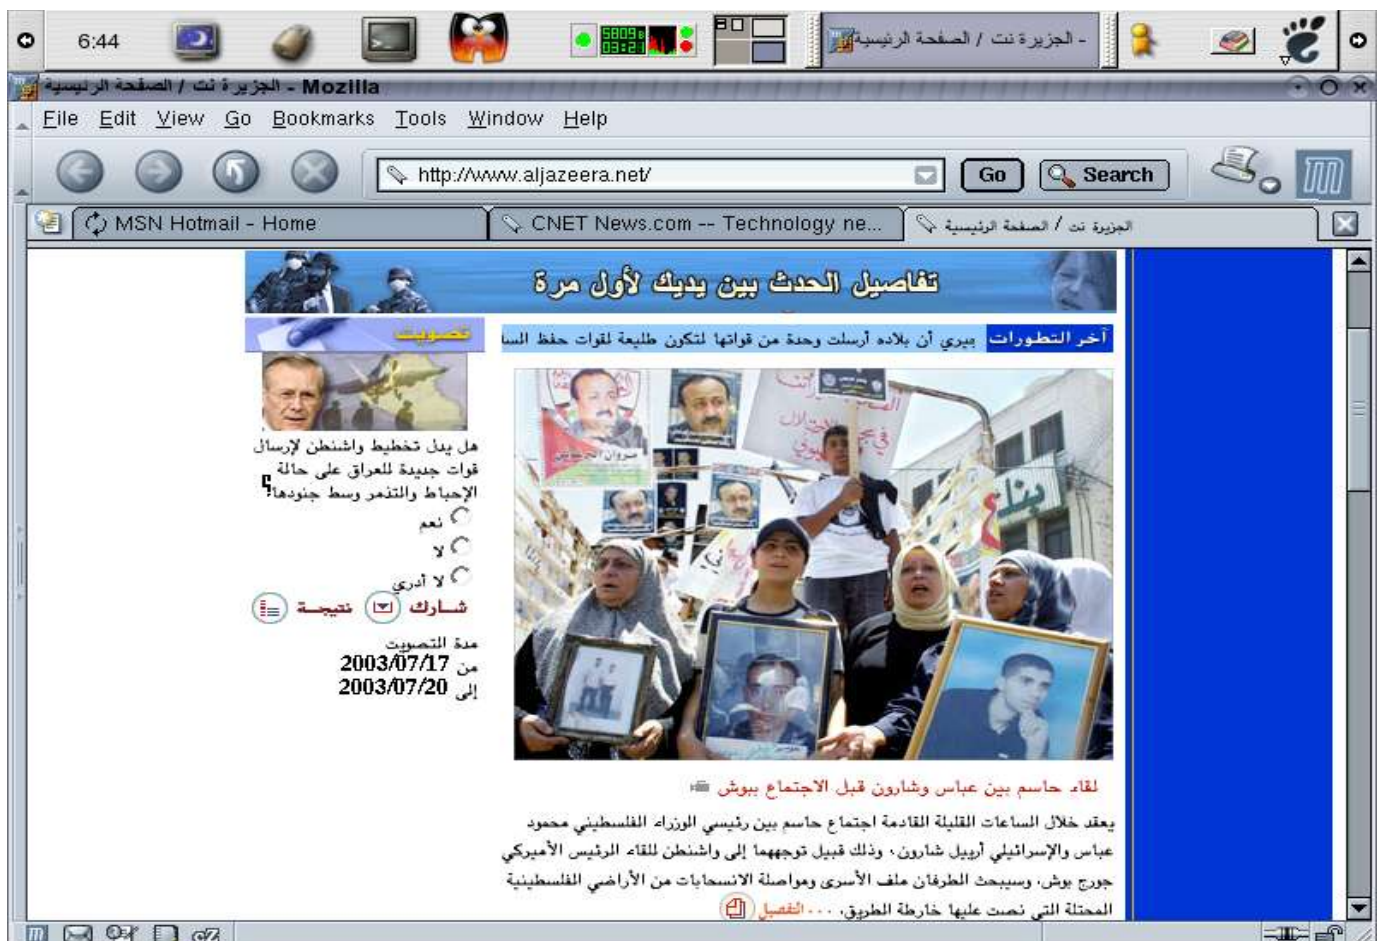 6:44
5809
03:21
الجزيرة نت / الصفحة الرئيسية -
الجزيرة نت / الصفحة الرئيسية - Mozilla
File Edit View Go Bookmarks Tools Window Help
http://www.aljazeera.net/ Go Search
MSN Hotmail - Home
CNET News.com -- Technology ne...
الجزيرة نت / الصفحة الرئيسية
تفاصيل الحدث بين يديك لأول مرة
آخر التطورات بيري أن بلاده أرسلت وحدة من قواتها لتكون طليعة لقوات حفظ السا
مروان
بنك
لقاء حاسم بين عباس وشارون قبل الاجتماع ببوش
يعقد خلال الساعات القليلة القادمة اجتماع حاسم بين رئيسي الوزراء الفلسطيني محمود
عباس والإسرائيلي أرييل شارون، وذلك قبيل توجههما إلى واشنطن للقاء الرئيس الأميركي
جورج بوش. وسيبحث الطرفان ملف الأسرى ومواصلة الانسحابات من الأراضي الفلسطينية
المحتلة التي نصت عليها خارطة الطريق. ... التفصيل
تصويت
هل يدل تخطيط واشنطن لإرسال
قوات جديدة للعراق على حالة
الإحباط والتذمر وسط جنودها؟
نعم
لا
لا أدري
شارك نتيجة
مدة التصويت
من 2003/07/17
إلى 2003/07/20